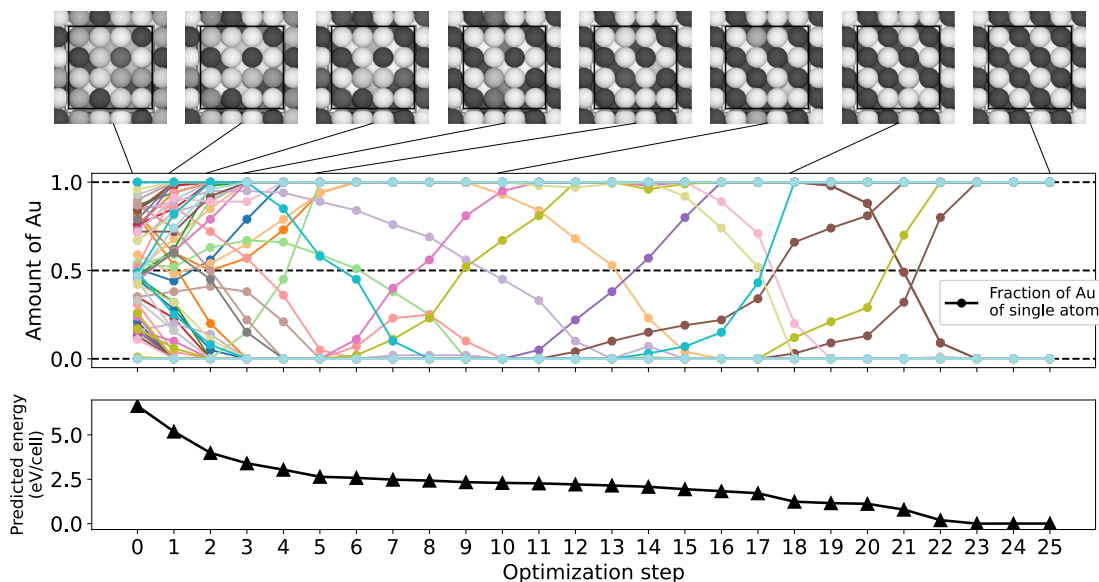 1.0
0.5
0.0
Amount of Au
Fraction of Au
of single atom
5.0
2.5
0.0
Predicted energy
(eV/cell)
0 1 2 3 4 5 6 7 8 9 10 11 12 13 14 15 16 17 18 19 20 21 22 23 24 25
Optimization step